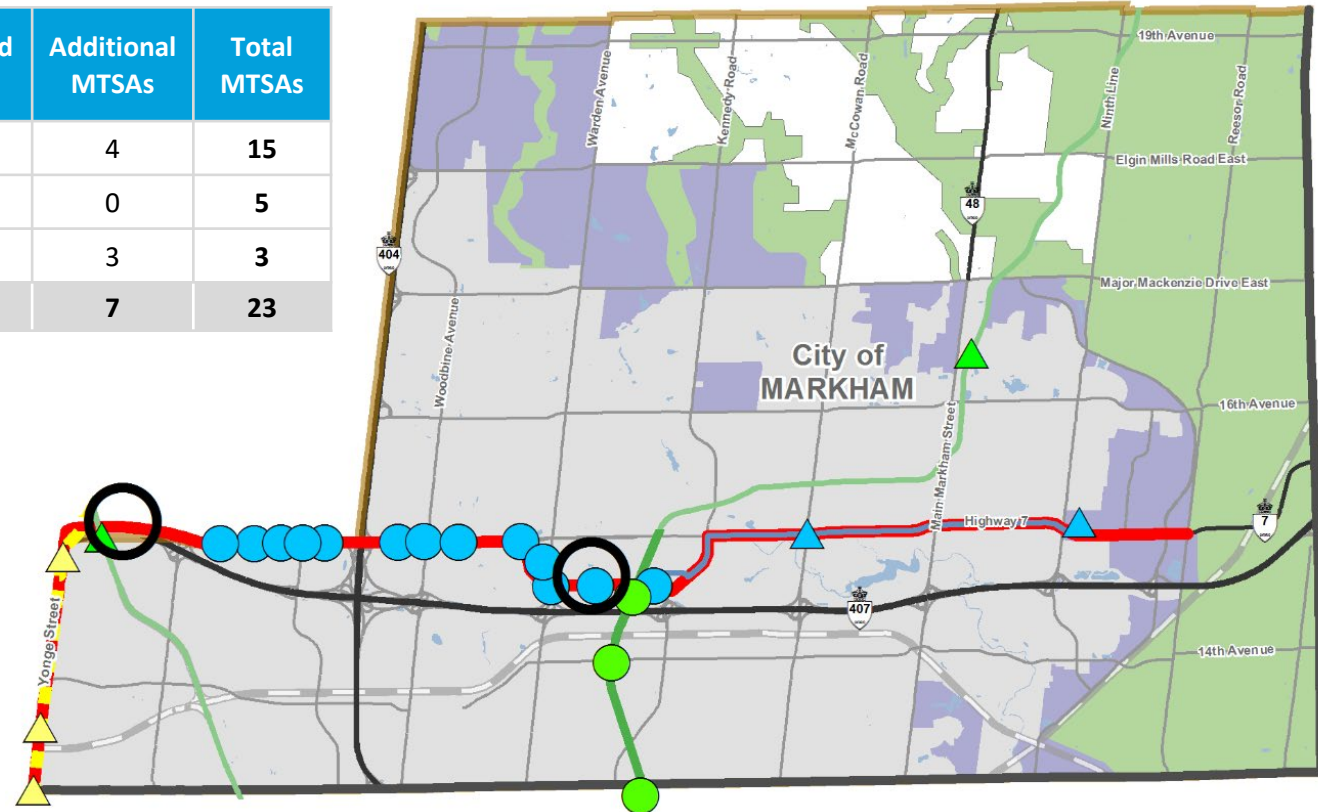 d Additional Total
MTSAs MTSAs
4 15
0 5
3 3
7 23
19th Avenue
Warden Avenue
Kennedy Road
McCowan Road
Ninth Line
Reesor Road
Elgin Mills Road East
48
404
Major Mackenzie Drive East
Woodbine Avenue
City of
MARKHAM
16th Avenue
Main Markham Street
Highway 7
7
407
Yonge Street
14th Avenue